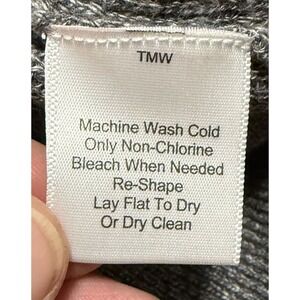 TMW
Machine Wash Cold
Only Non-Chlorine
Bleach When Needed
Re-Shape
Lay Flat To Dry
Or Dry Clean